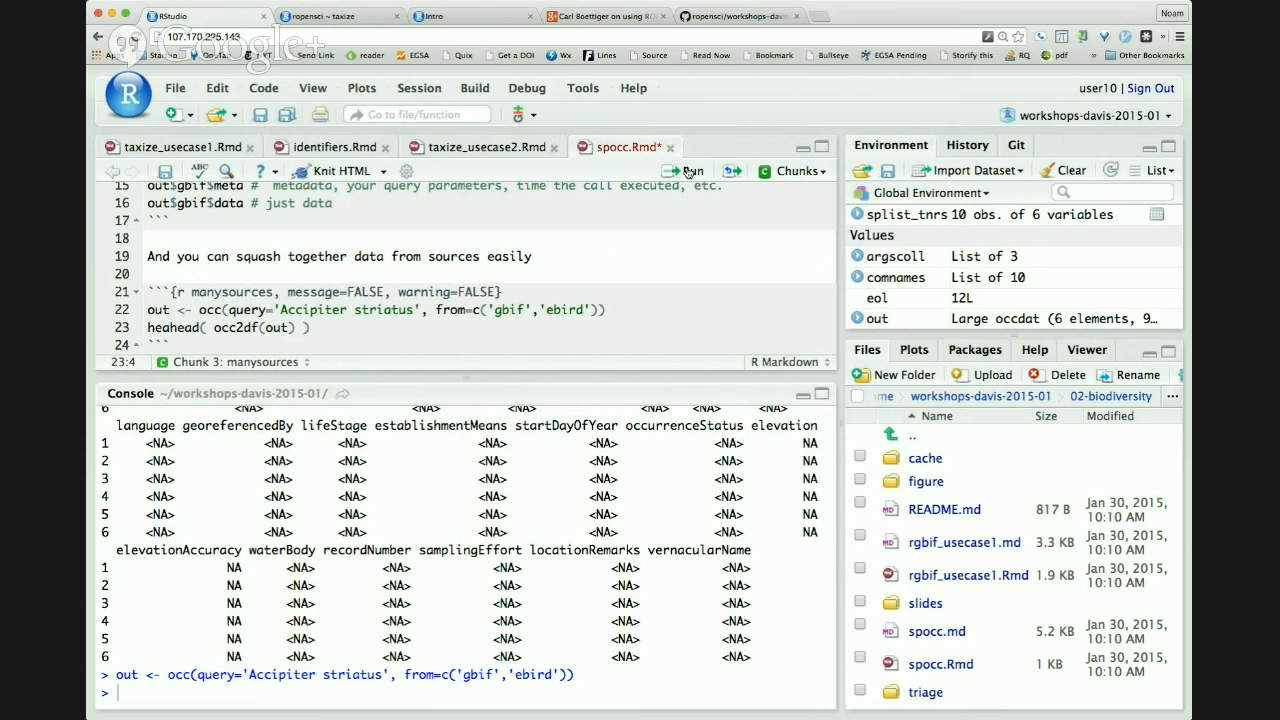 RStudio
ropensci ~ taxize
Intro
Carl Boettiger on using RO
ropensci/workshops-davis-
Noam
107.170.225.143
Google+
Apps
Send Link
reader
EGSA
Quix
Get a DOI
Wx
Lines
Source
Read Now
Bookmark
Bullseye
EGSA Pending
Storify this
RQ
pdf
Other Bookmarks
File Edit Code View Plots Session Build Debug Tools Help
user10 | Sign Out
Go to file/function
workshops-davis-2015-01
taxize_usecase1.Rmd
identifiers.Rmd
taxize_usecase2.Rmd
spocc.Rmd*
ABC
Knit HTML
Run
Chunks
15 out$gbif$meta # metadata, your query parameters, time the call executed, etc.
16 out$gbif$data # just data
17 ```
18
19 And you can squash together data from sources easily
20
21 ```{r manysources, message=FALSE, warning=FALSE}
22 out <- occ(query='Accipiter striatus', from=c('gbif','ebird'))
23 heahead( occ2df(out) )
24 ```
23:4 Chunk 3: manysources R Markdown
Console ~/workshops-davis-2015-01/
6 <NA> <NA> <NA> <NA> <NA> <NA>
language georeferencedBy lifeStage establishmentMeans startDayOfYear occurrenceStatus elevation
1 <NA> <NA> <NA> <NA> <NA> <NA> NA
2 <NA> <NA> <NA> <NA> <NA> <NA> NA
3 <NA> <NA> <NA> <NA> <NA> <NA> NA
4 <NA> <NA> <NA> <NA> <NA> <NA> NA
5 <NA> <NA> <NA> <NA> <NA> <NA> NA
6 <NA> <NA> <NA> <NA> <NA> <NA> NA
elevationAccuracy waterBody recordNumber samplingEffort locationRemarks vernacularName
1 NA <NA> <NA> <NA> <NA> <NA>
2 NA <NA> <NA> <NA> <NA> <NA>
3 NA <NA> <NA> <NA> <NA> <NA>
4 NA <NA> <NA> <NA> <NA> <NA>
5 NA <NA> <NA> <NA> <NA> <NA>
6 NA <NA> <NA> <NA> <NA> <NA>
> out <- occ(query='Accipiter striatus', from=c('gbif','ebird'))
>
Environment History Git
Import Dataset Clear List
Global Environment
splist_tnrs 10 obs. of 6 variables
Values
argscoll List of 3
comnames List of 10
eol 12L
out Large occdat (6 elements, 9…
Files Plots Packages Help Viewer
New Folder Upload Delete Rename
me workshops-davis-2015-01 02-biodiversity ...
Name Size Modified
..
cache
figure
README.md 817 B Jan 30, 2015, 10:10 AM
rgbif_usecase1.md 3.3 KB Jan 30, 2015, 10:10 AM
rgbif_usecase1.Rmd 1.9 KB Jan 30, 2015, 10:10 AM
slides
spocc.md 5.2 KB Jan 30, 2015, 10:10 AM
spocc.Rmd 1 KB Jan 30, 2015, 10:10 AM
triage